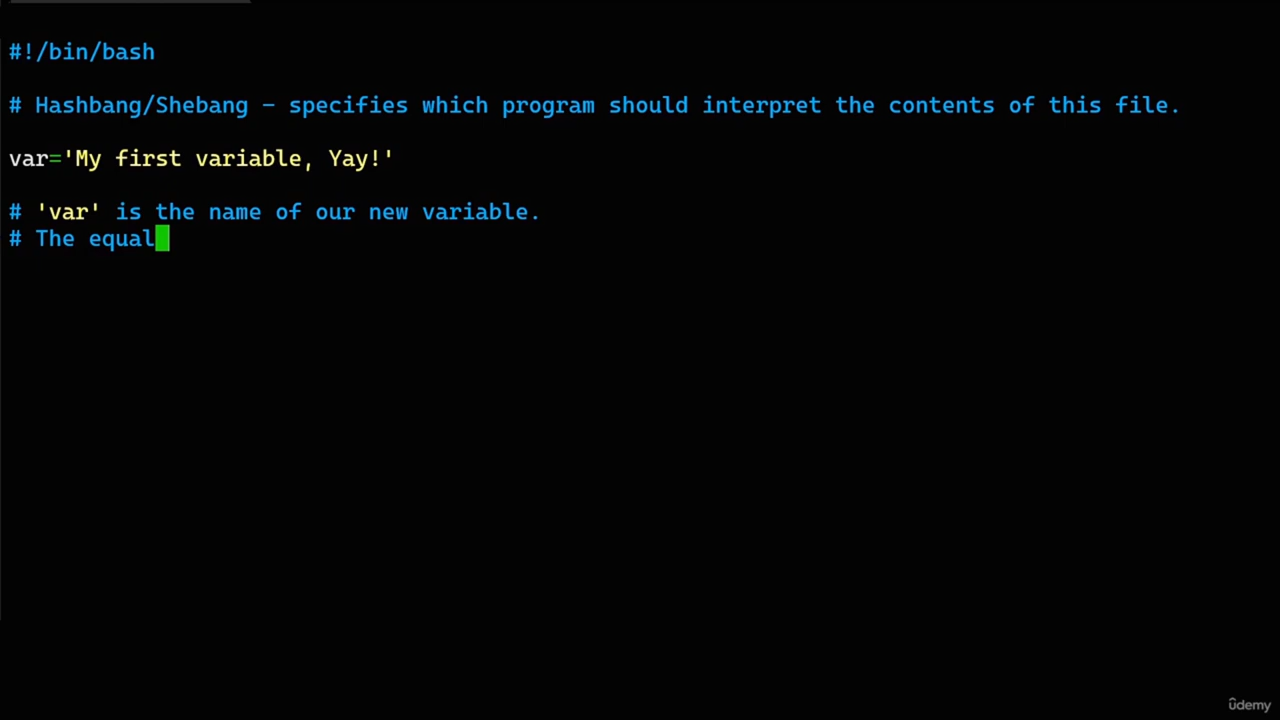 #!/bin/bash
# Hashbang/Shebang - specifies which program should interpret the contents of this file.
var='My first variable, Yay!'
# 'var' is the name of our new variable.
# The equal
ûdemy